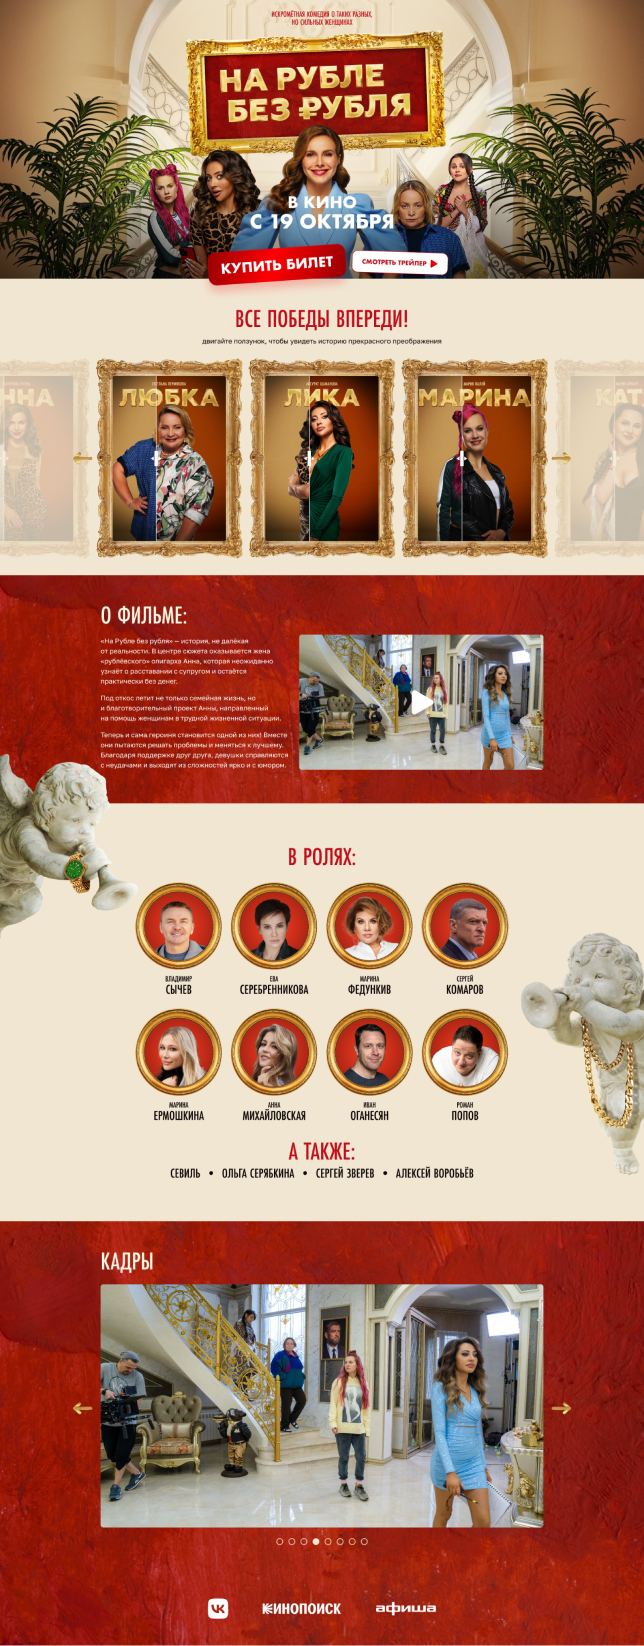 ИСКРОМЁТНАЯ КОМЕДИЯ О ТАКИХ РАЗНЫХ,
НО СИЛЬНЫХ ЖЕНЩИНАХ
НА РУБЛЕ
БЕЗ ₽УБЛЯ
В КИНО
С 19 ОКТЯБРЯ
КУПИТЬ БИЛЕТ
СМОТРЕТЬ ТРЕЙЛЕР
ВСЕ ПОБЕДЫ ВПЕРЕДИ!
двигайте ползунок, чтобы увидеть историю прекрасного преображения
ННА
ЛЮБКА
ЛИКА
МАРИНА
КАТ
О ФИЛЬМЕ:
«На Рубле без рубля» — история, не далёкая
от реальности. В центре сюжета оказывается жена
«рублёвского» олигарха Анна, которая неожиданно
узнаёт о расставании с супругом и остаётся
практически без денег.
Под откос летит не только семейная жизнь, но
и благотворительный проект Анны, направленный
на помощь женщинам в трудной жизненной ситуации.
Теперь и сама героиня становится одной из них! Вместе
они пытаются решать проблемы и меняться к лучшему.
Благодаря поддержке друг друга, девушки справляются
с неудачами и выходят из сложностей ярко и с юмором.
В РОЛЯХ:
ВЛАДИМИР
СЫЧЕВ
ЕВА
СЕРЕБРЕННИКОВА
МАРИНА
ФЕДУНКИВ
СЕРГЕЙ
КОМАРОВ
МАРИНА
ЕРМОШКИНА
АННА
МИХАЙЛОВСКАЯ
ИВАН
ОГАНЕСЯН
РОМАН
ПОПОВ
А ТАКЖЕ:
СЕВИЛЬ • ОЛЬГА СЕРЯБКИНА • СЕРГЕЙ ЗВЕРЕВ • АЛЕКСЕЙ ВОРОБЬЁВ
КАДРЫ
VK
КИНОПОИСК
афиша